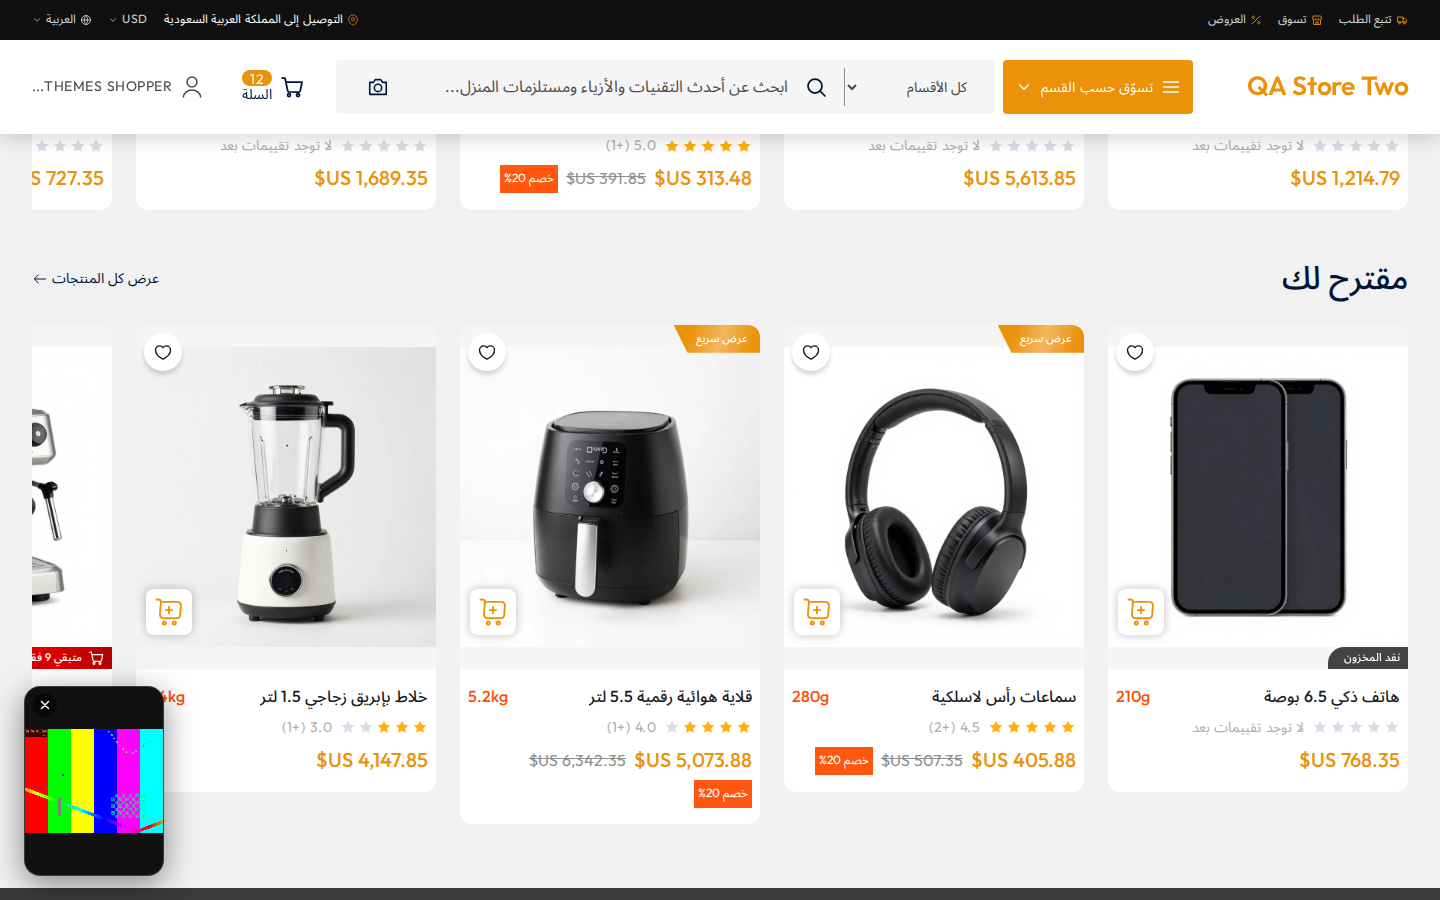 تتبع الطلب
تسوق
العروض
التوصيل إلى المملكة العربية السعودية
USD
العربية
QA Store Two
تسوّق حسب القسم
كل الأقسام
ابحث عن أحدث التقنيات والأزياء ومستلزمات المنزل...
12
السلة
THEMES SHOPPER...
لا توجد تقييمات بعد
$US 1,214.79
لا توجد تقييمات بعد
$US 5,613.85
5.0 (+1)
$US 313.48
$US 391.85
خصم 20%
لا توجد تقييمات بعد
$US 1,689.35
S 727.35
مقترح لك
عرض كل المنتجات
نفد المخزون
هاتف ذكي 6.5 بوصة
210g
لا توجد تقييمات بعد
$US 768.35
عرض سريع
سماعات رأس لاسلكية
280g
4.5 (+2)
$US 405.88
$US 507.35
خصم 20%
عرض سريع
قلاية هوائية رقمية 5.5 لتر
5.2kg
4.0 (+1)
$US 5,073.88
$US 6,342.35
خصم 20%
خلاط بإبريق زجاجي 1.5 لتر
4kg
3.0 (+1)
$US 4,147.85
متبقي 9 فق